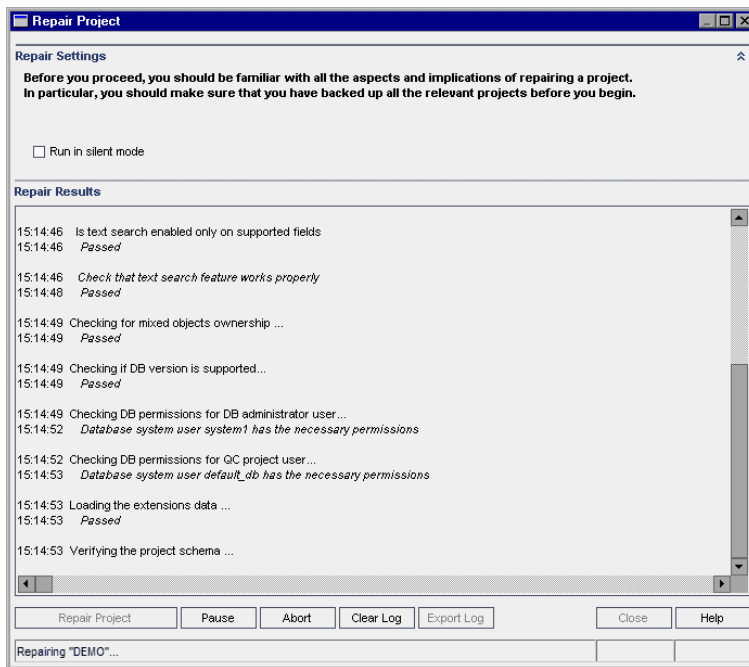 Repair Project
Repair Settings
Before you proceed, you should be familiar with all the aspects and implications of repairing a project.
In particular, you should make sure that you have backed up all the relevant projects before you begin.
Run in silent mode
Repair Results
15:14:46 Is text search enabled only on supported fields
15:14:46 Passed
15:14:46 Check that text search feature works properly
15:14:48 Passed
15:14:49 Checking for mixed objects ownership ...
15:14:49 Passed
15:14:49 Checking if DB version is supported...
15:14:49 Passed
15:14:49 Checking DB permissions for DB administrator user...
15:14:52 Database system user system1 has the necessary permissions
15:14:52 Checking DB permissions for QC project user...
15:14:53 Database system user default_db has the necessary permissions
15:14:53 Loading the extensions data ...
15:14:53 Passed
15:14:53 Verifying the project schema ...
Repair Project Pause Abort Clear Log Export Log Close Help
Repairing "DEMO"...